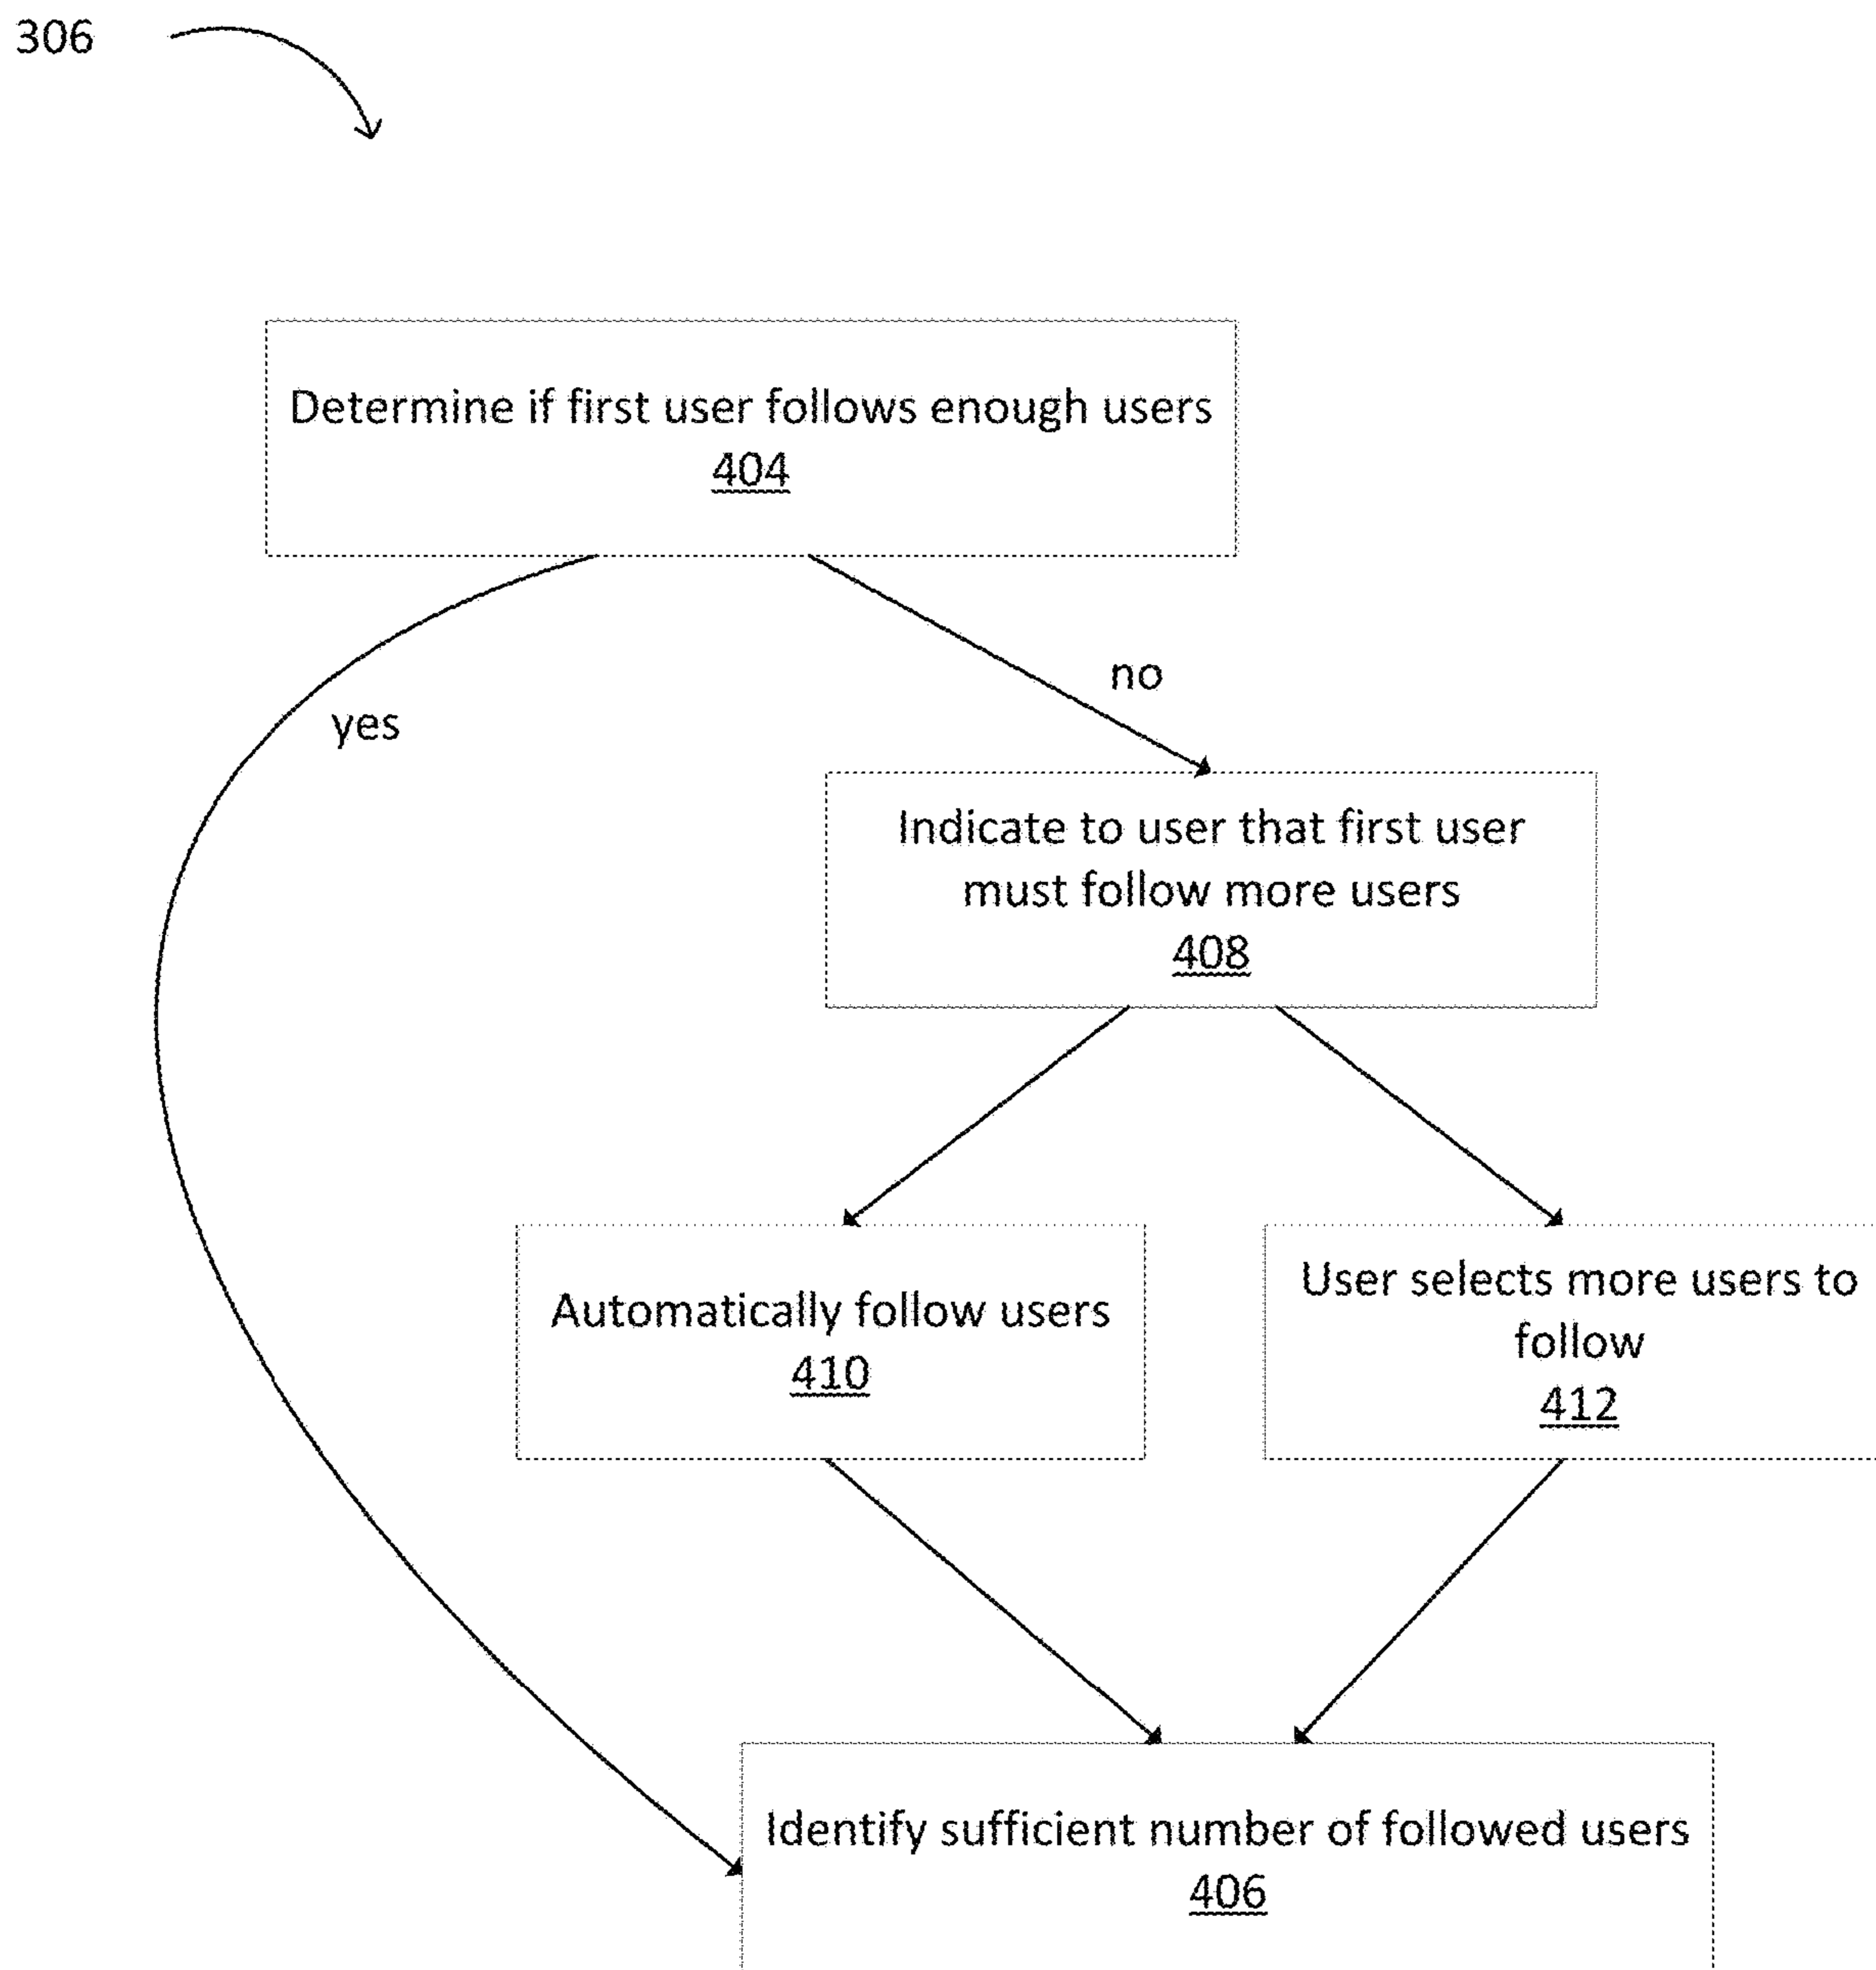 306
Determine if first user follows enough users
404
no
yes
Indicate to user that first user
must follow more users
408
Automatically follow users
410
User selects more users to
follow
412
Identify sufficient number of followed users
406